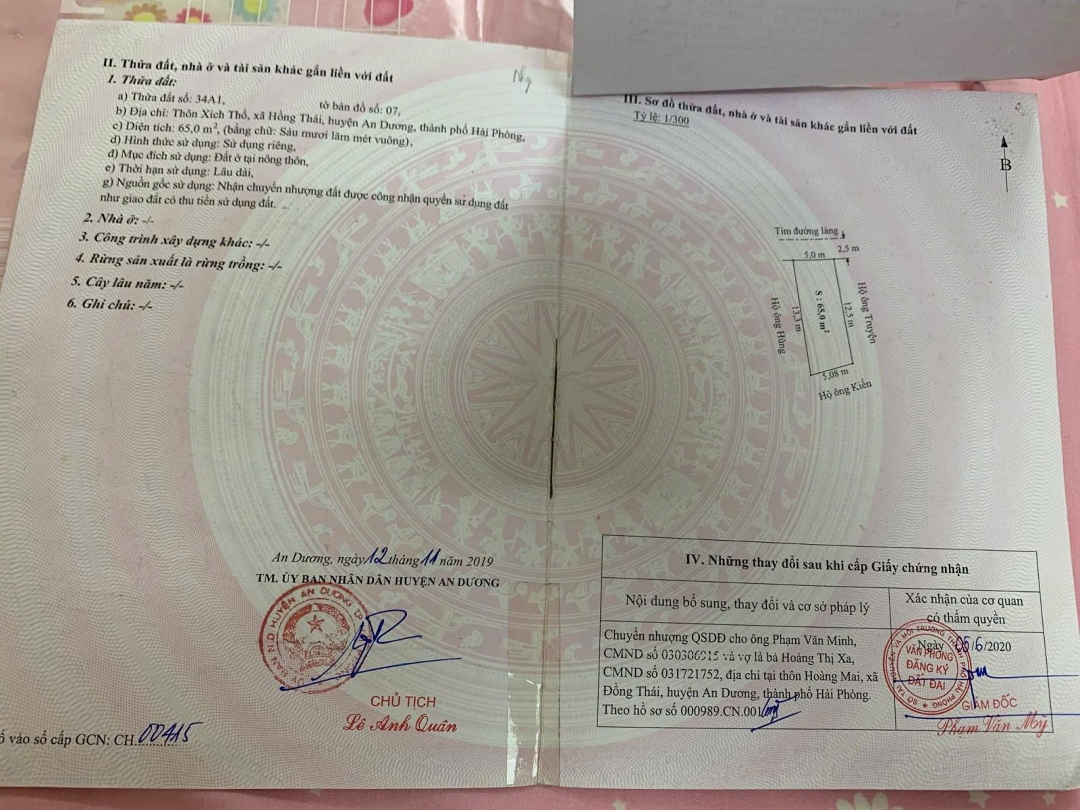 II. Thửa đất, nhà ở và tài sản khác gắn liền với đất
1. Thửa đất:
a) Thửa đất số: 34A1, tờ bản đồ số: 07,
b) Địa chỉ: Thôn Xích Thổ, xã Hồng Thái, huyện An Dương, thành phố Hải Phòng,
c) Diện tích: 65,0 m², (bằng chữ: Sáu mươi lăm mét vuông),
d) Hình thức sử dụng: Sử dụng riêng,
đ) Mục đích sử dụng: Đất ở tại nông thôn,
e) Thời hạn sử dụng: Lâu dài,
g) Nguồn gốc sử dụng: Nhận chuyển nhượng đất được công nhận quyền sử dụng đất
như giao đất có thu tiền sử dụng đất.
2. Nhà ở: -/-
3. Công trình xây dựng khác: -/-
4. Rừng sản xuất là rừng trồng: -/-
5. Cây lâu năm: -/-
6. Ghi chú: -/-
An Dương, ngày 12 tháng 11 năm 2019
TM. ỦY BAN NHÂN DÂN HUYỆN AN DƯƠNG
CHỦ TỊCH
Lê Anh Quân
ố vào sổ cấp GCN: CH 00415
III. Sơ đồ thửa đất, nhà ở và tài sản khác gắn liền với đất
Tỷ lệ: 1/300
B
Tim đường làng
2,5 m
5,0 m
Hộ ông Hùng
13,3 m
S : 65,0 m²
12,5 m
Hộ ông Truyện
5,08 m
Hộ ông Kiển
IV. Những thay đổi sau khi cấp Giấy chứng nhận
Nội dung bổ sung, thay đổi và cơ sở pháp lý
Xác nhận của cơ quan
có thẩm quyền
Chuyển nhượng QSDĐ cho ông Phạm Văn Minh,
CMND số 030306915 và vợ là bà Hoàng Thị Xa,
CMND số 031721752, địa chỉ tại thôn Hoàng Mai, xã
Đồng Thái, huyện An Dương, thành phố Hải Phòng.
Theo hồ sơ số 000989.CN.001
Ngày 05/6/2020
VĂN PHÒNG
ĐĂNG KÝ
ĐẤT ĐAI
GIÁM ĐỐC
Phạm Văn Mỹ